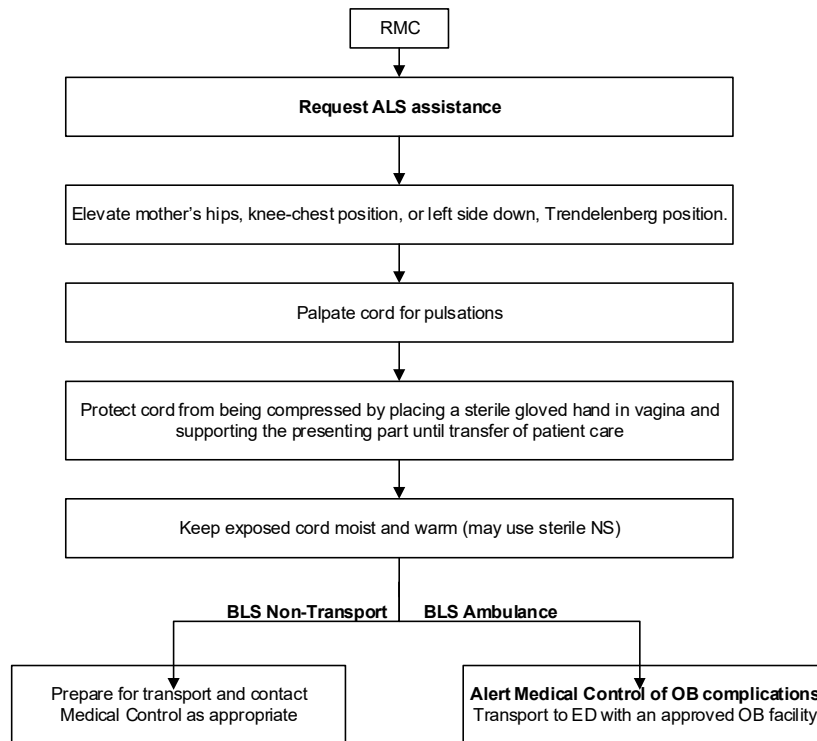 RMC
Request ALS assistance
Elevate mother's hips, knee-chest position, or left side down, Trendelenberg position.
Palpate cord for pulsations
Protect cord from being compressed by placing a sterile gloved hand in vagina and
supporting the presenting part until transfer of patient care
Keep exposed cord moist and warm (may use sterile NS)
BLS Non-Transport
BLS Ambulance
Prepare for transport and contact
Medical Control as appropriate
Alert Medical Control of OB complications
Transport to ED with an approved OB facility